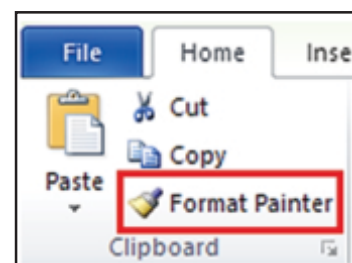 File Home Inse
Cut
Copy
Paste
Format Painter
Clipboard